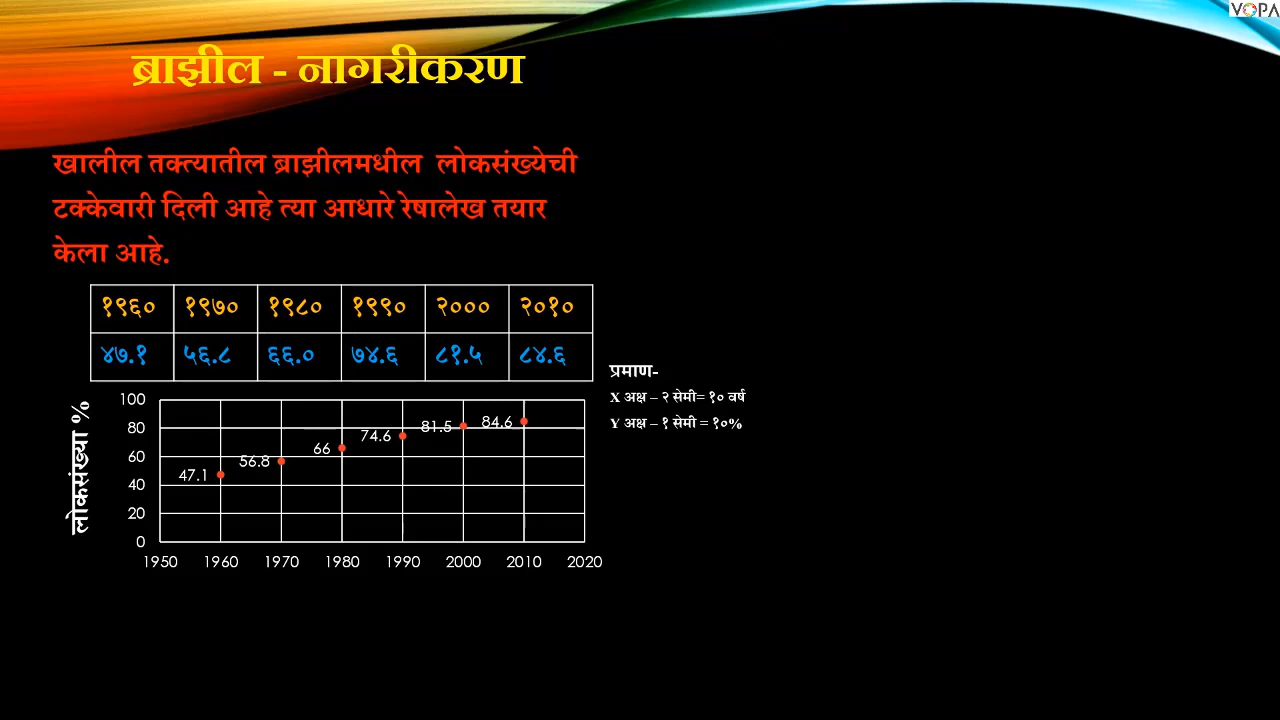 VOPA
ब्राझील - नागरीकरण
खालील तक्त्यातील ब्राझीलमधील लोकसंख्येची
टक्केवारी दिली आहे त्या आधारे रेषालेख तयार
केला आहे.
१९६० १९७० १९८० १९९० २००० २०१०
४७.१ ५६.८ ६६.० ७४.६ ८१.५ ८४.६
प्रमाण-
X अक्ष – २ सेमी= १० वर्ष
Y अक्ष – १ सेमी = १०%
लोकसंख्या %
100
80
60
40
20
0
47.1 56.8 66 74.6 81.5 84.6
1950 1960 1970 1980 1990 2000 2010 2020